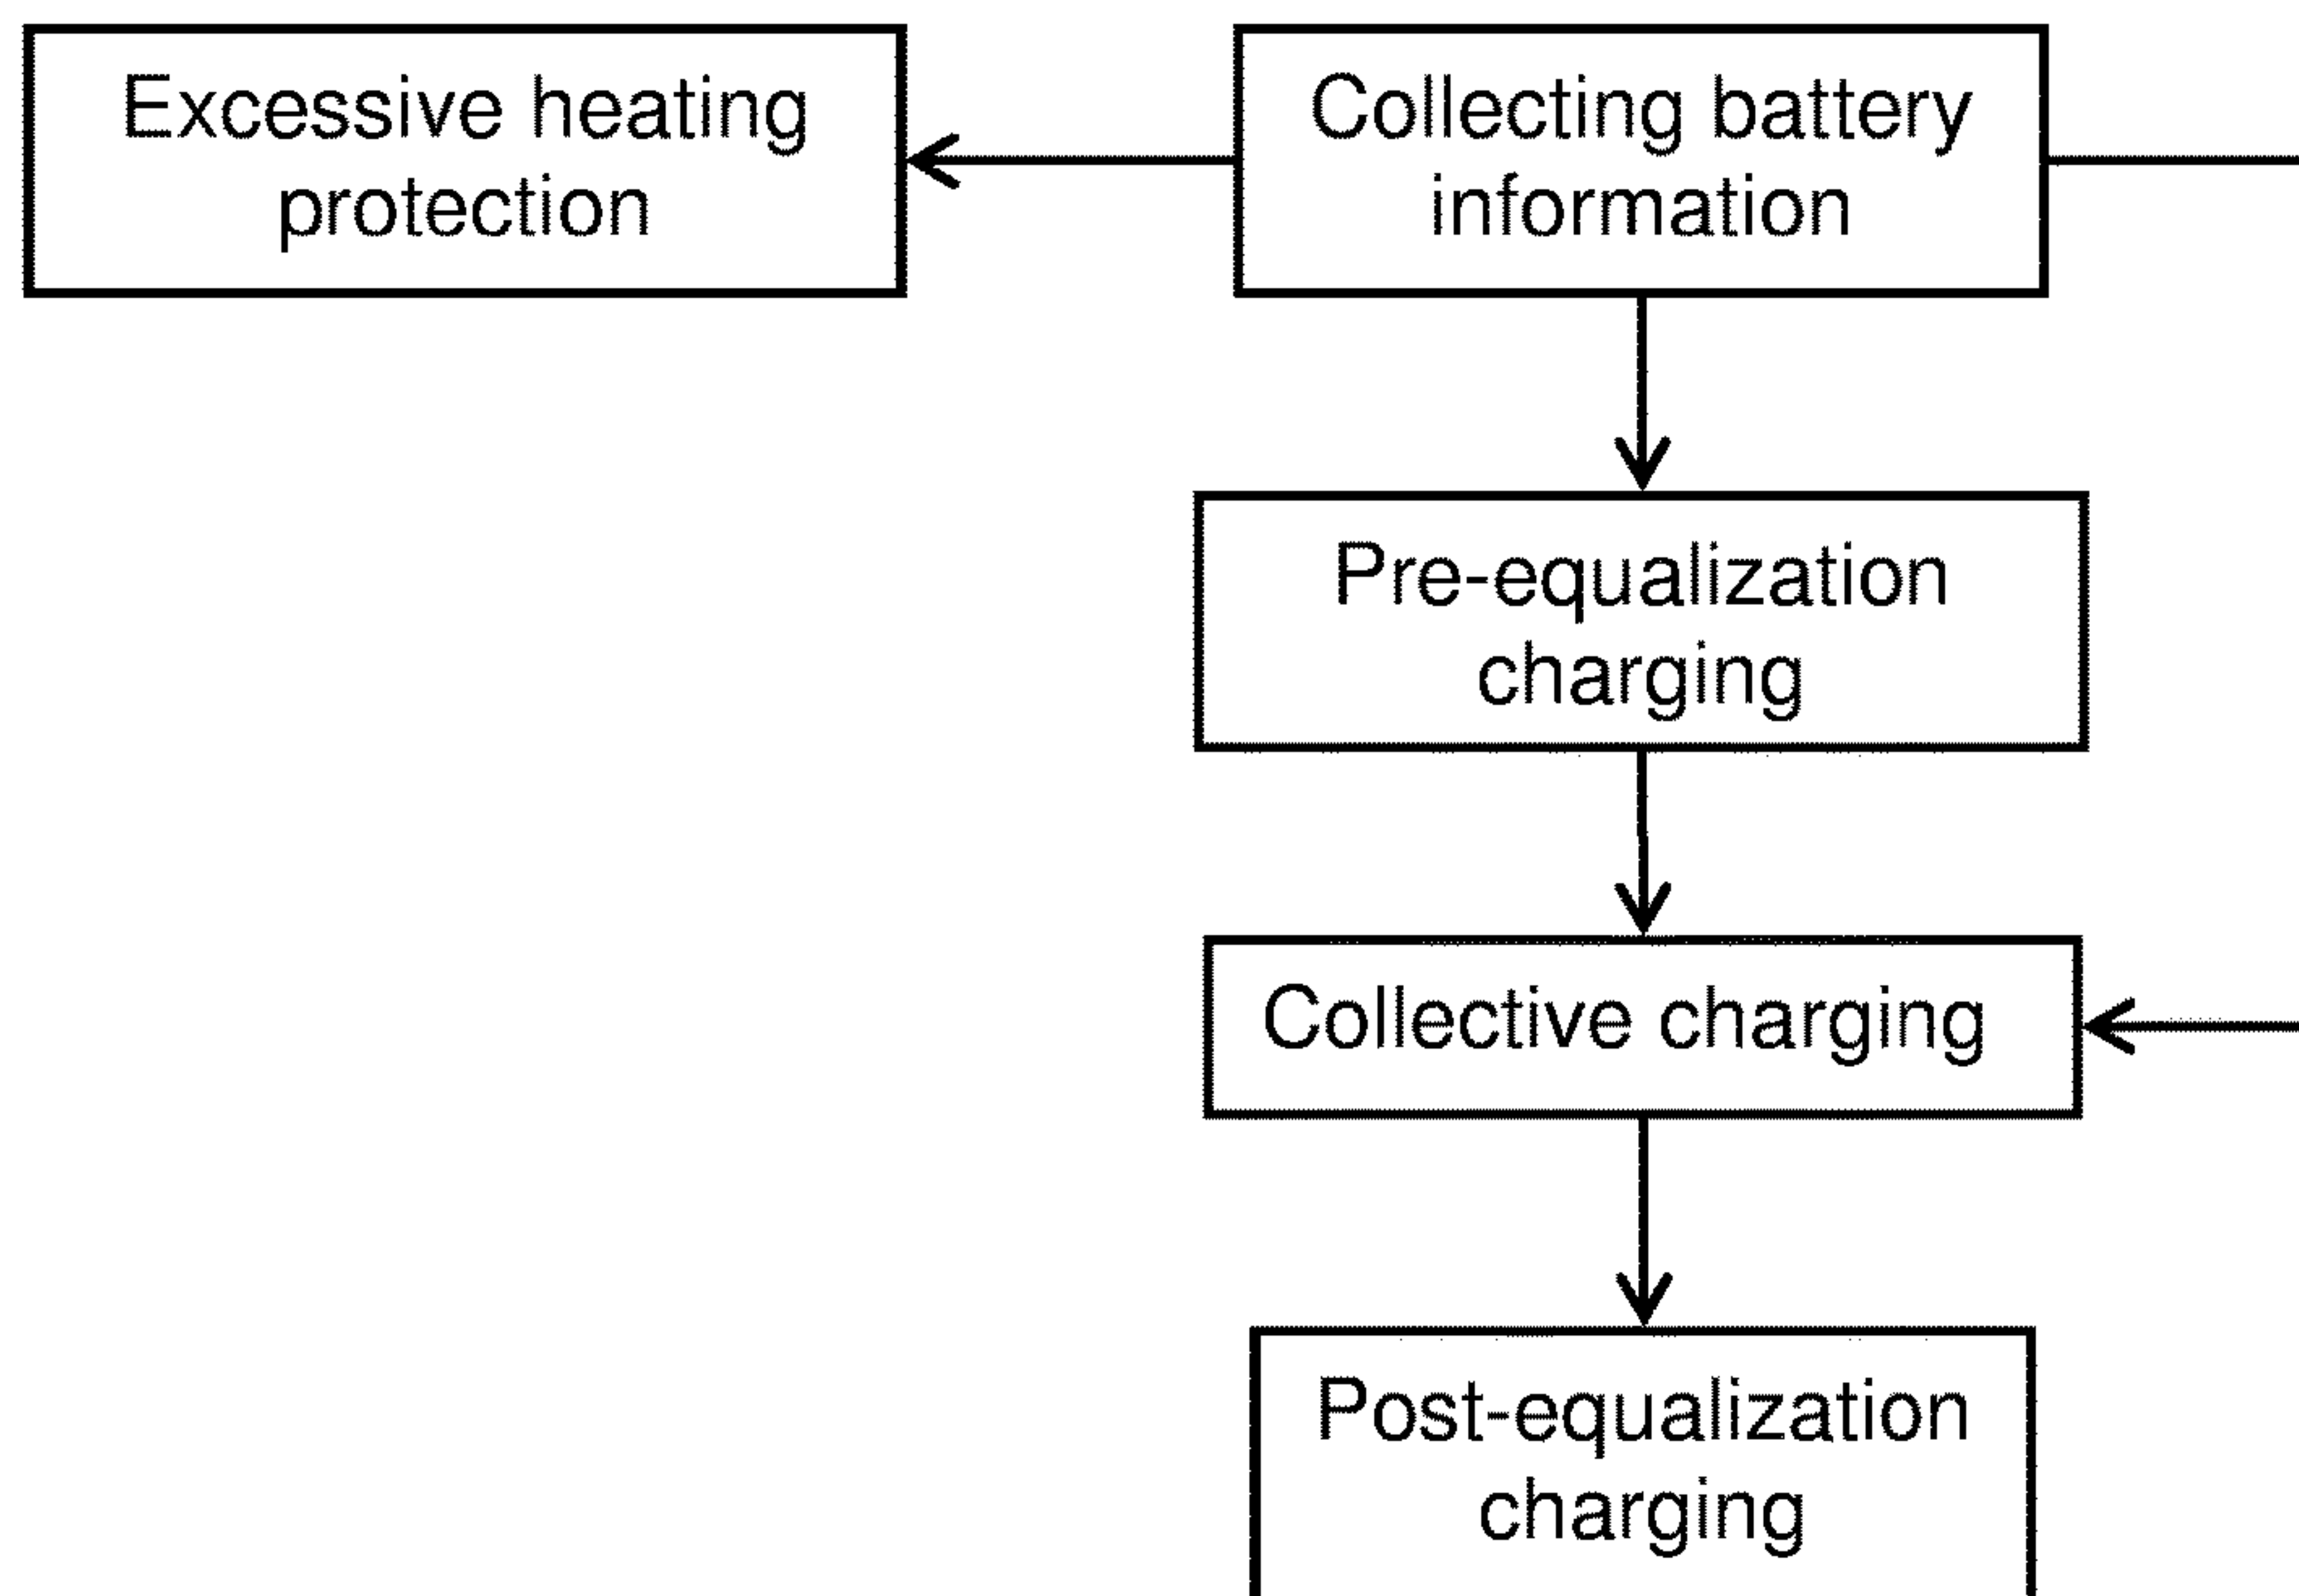 Excessive heating
protection
Collecting battery
information
Pre-equalization
charging
Collective charging
Post-equalization
charging